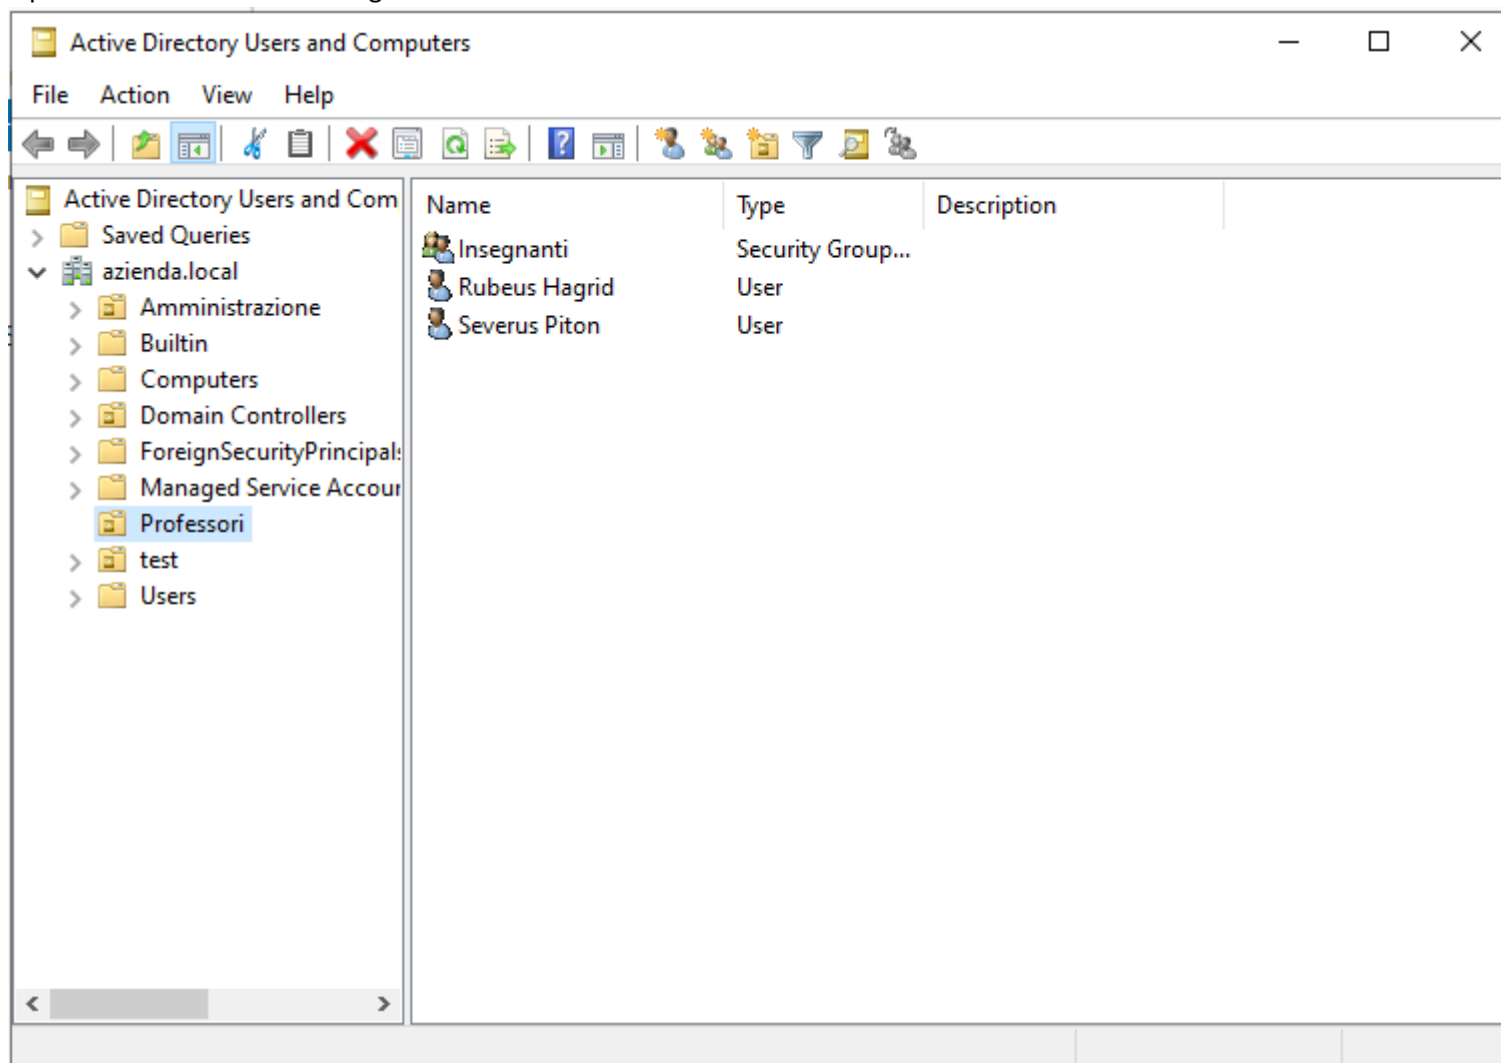 Active Directory Users and Computers
File Action View Help
Active Directory Users and Com
Saved Queries
azienda.local
Amministrazione
Builtin
Computers
Domain Controllers
ForeignSecurityPrincipals
Managed Service Accour
Professori
test
Users
Name Type Description
Insegnanti Security Group...
Rubeus Hagrid User
Severus Piton User